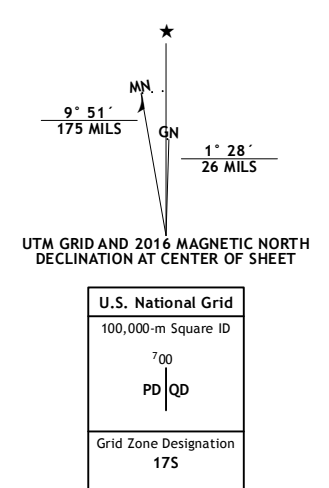 ★
MN
GN
9° 51´
175 MILS
1° 28´
26 MILS
UTM GRID AND 2016 MAGNETIC NORTH
DECLINATION AT CENTER OF SHEET
U.S. National Grid
100,000-m Square ID
⁷00
PD QD
Grid Zone Designation
17S